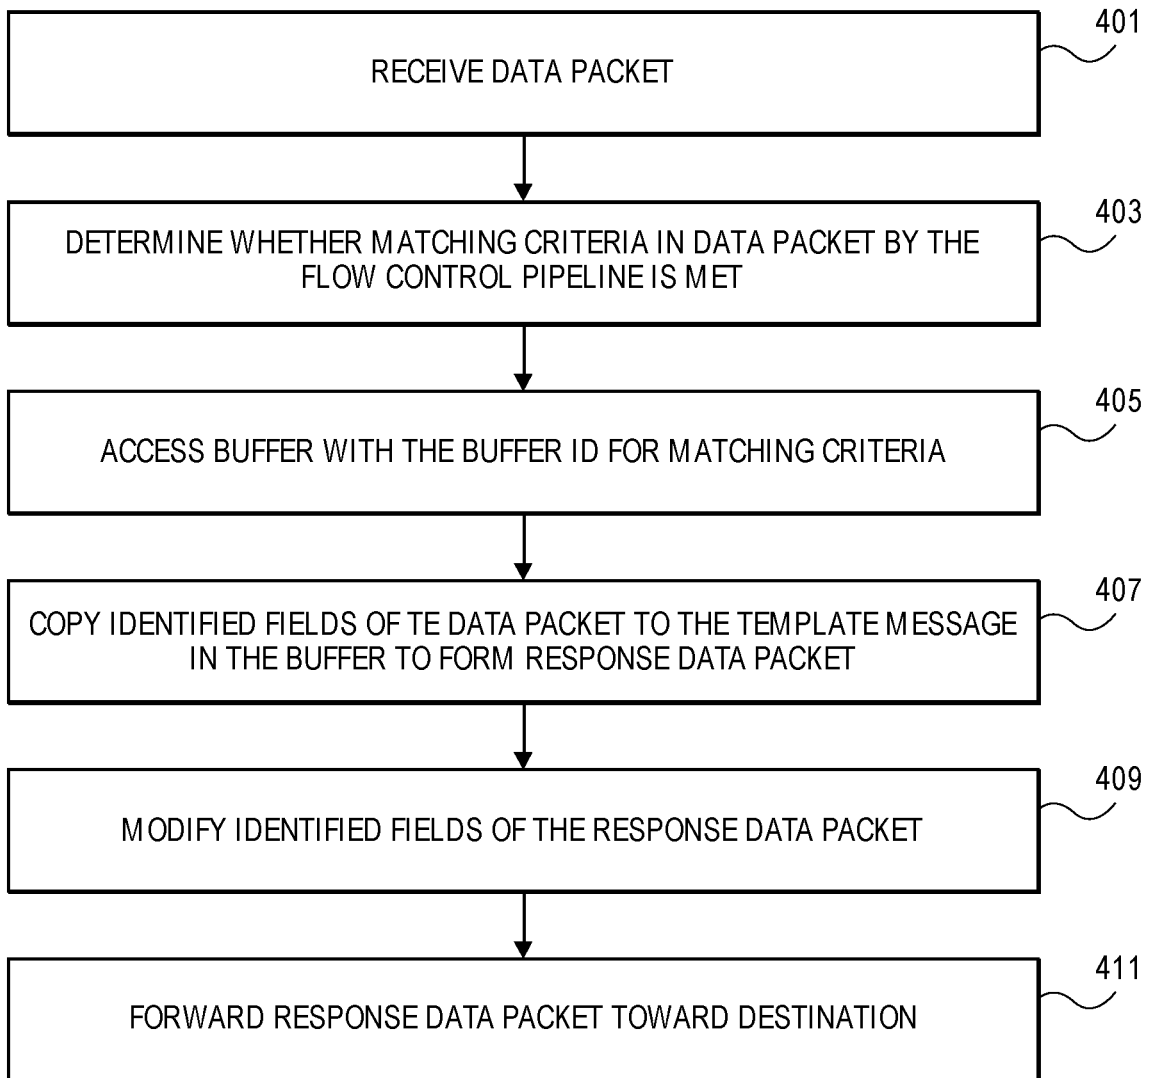 401
RECEIVE DATA PACKET
403
DETERMINE WHETHER MATCHING CRITERIA IN DATA PACKET BY THE
FLOW CONTROL PIPELINE IS MET
405
ACCESS BUFFER WITH THE BUFFER ID FOR MATCHING CRITERIA
407
COPY IDENTIFIED FIELDS OF TE DATA PACKET TO THE TEMPLATE MESSAGE
IN THE BUFFER TO FORM RESPONSE DATA PACKET
409
MODIFY IDENTIFIED FIELDS OF THE RESPONSE DATA PACKET
411
FORWARD RESPONSE DATA PACKET TOWARD DESTINATION